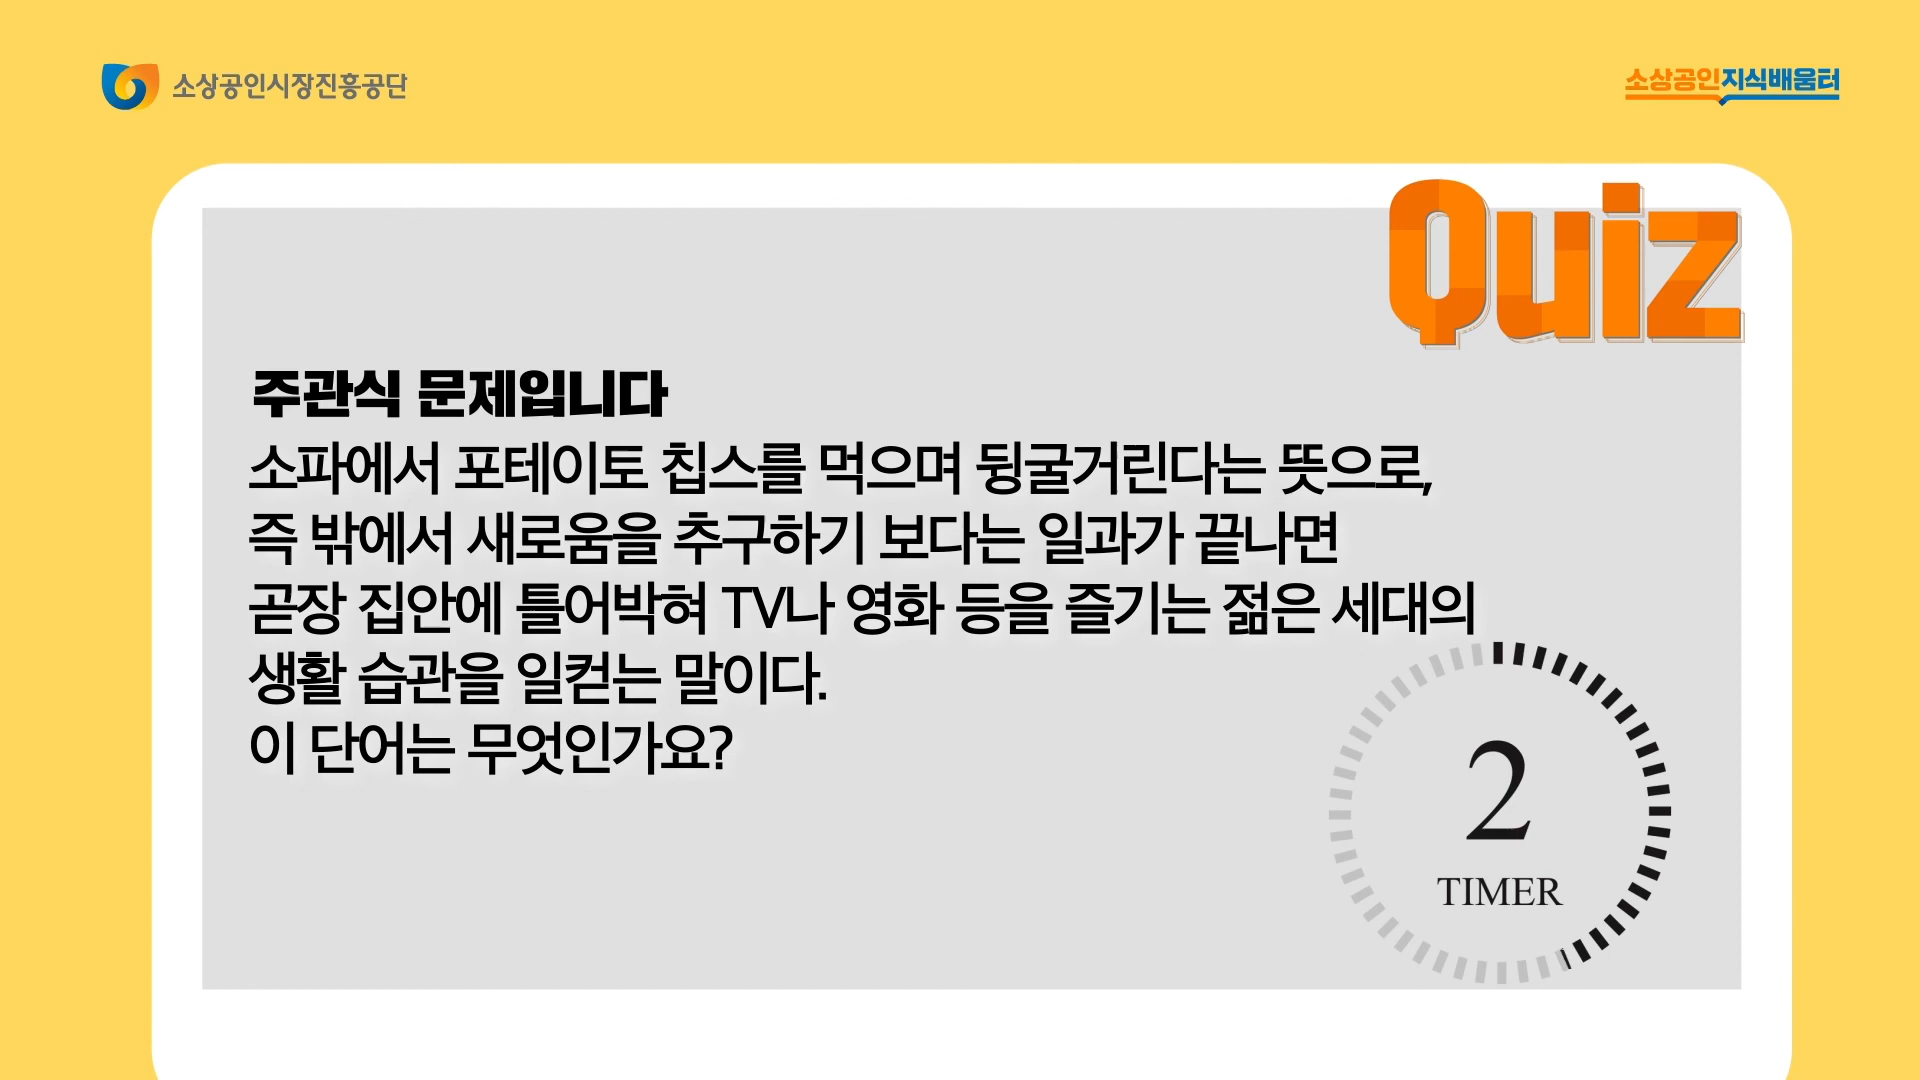 소상공인시장진흥공단
소상공인지식배움터
Quiz
주관식 문제입니다
소파에서 포테이토 칩스를 먹으며 뒹굴거린다는 뜻으로,
즉 밖에서 새로움을 추구하기 보다는 일과가 끝나면
곧장 집안에 틀어박혀 TV나 영화 등을 즐기는 젊은 세대의
생활 습관을 일컫는 말이다.
이 단어는 무엇인가요?
2
TIMER